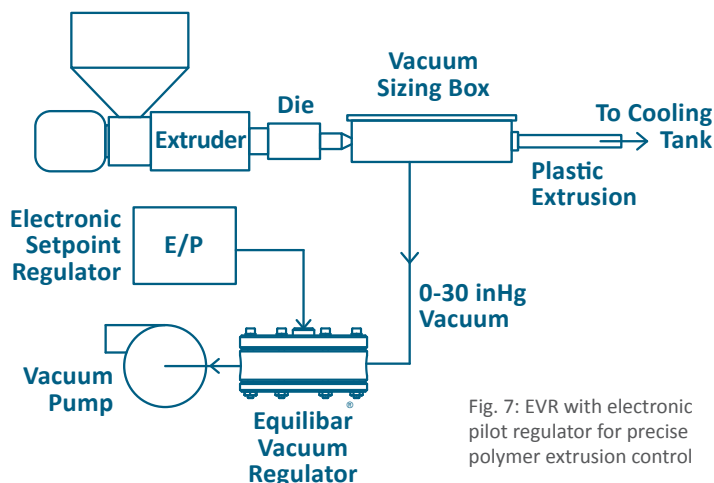 Vacuum
Sizing Box
Die
To Cooling
Tank
Extruder
Plastic
Extrusion
Electronic
Setpoint
Regulator
E/P
0-30 inHg
Vacuum
Vacuum
Pump
Equilibar®
Vacuum
Regulator
Fig. 7: EVR with electronic
pilot regulator for precise
polymer extrusion control